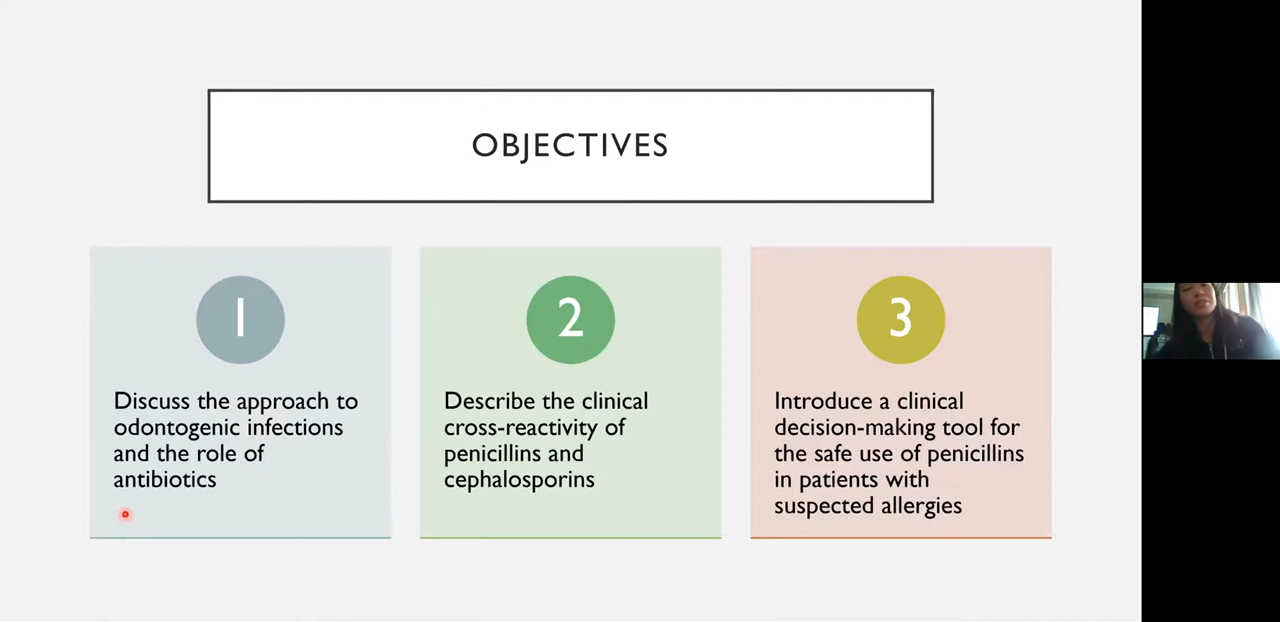 OBJECTIVES
1
Discuss the approach to
odontogenic infections
and the role of
antibiotics
2
Describe the clinical
cross-reactivity of
penicillins and
cephalosporins
3
Introduce a clinical
decision-making tool for
the safe use of penicillins
in patients with
suspected allergies